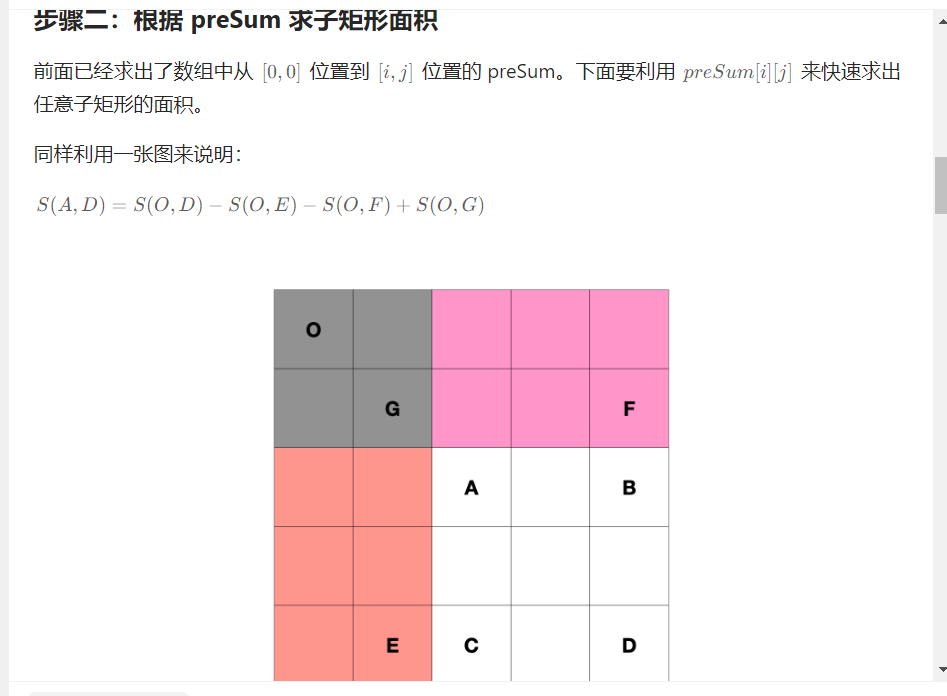 步骤二：根据 preSum 求子矩形面积
前面已经求出了数组中从 [0,0] 位置到 [i,j] 位置的 preSum。下面要利用 preSum[i][j] 来快速求出
任意子矩形的面积。
同样利用一张图来说明：
S(A,D) = S(O,D) − S(O,E) − S(O,F) + S(O,G)
O
G F
A B
E C D